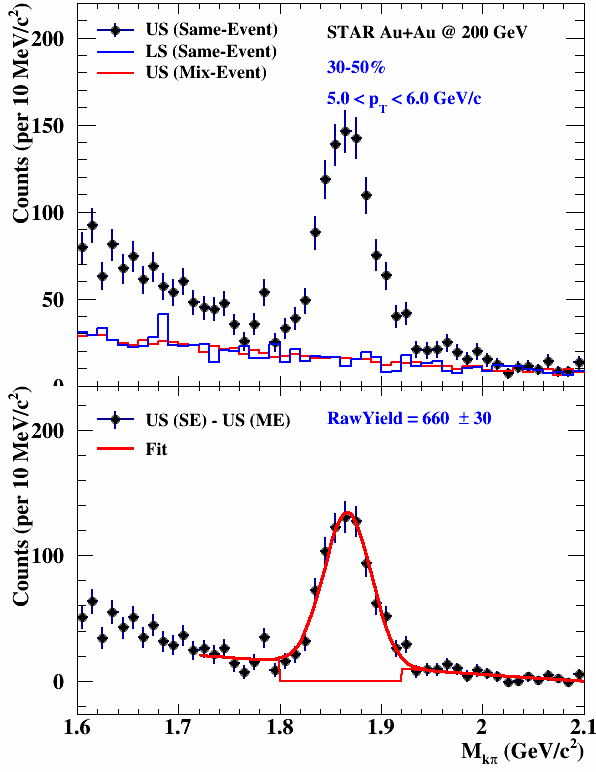 US (Same-Event)
LS (Same-Event)
US (Mix-Event)
STAR Au+Au @ 200 GeV
30-50%
5.0 < pT < 6.0 GeV/c
Counts (per 10 MeV/c²)
200
150
100
50
0
US (SE) - US (ME)
Fit
RawYield = 660 ± 30
Counts (per 10 MeV/c²)
200
100
0
1.6 1.7 1.8 1.9 2 2.1
Mkπ (GeV/c²)